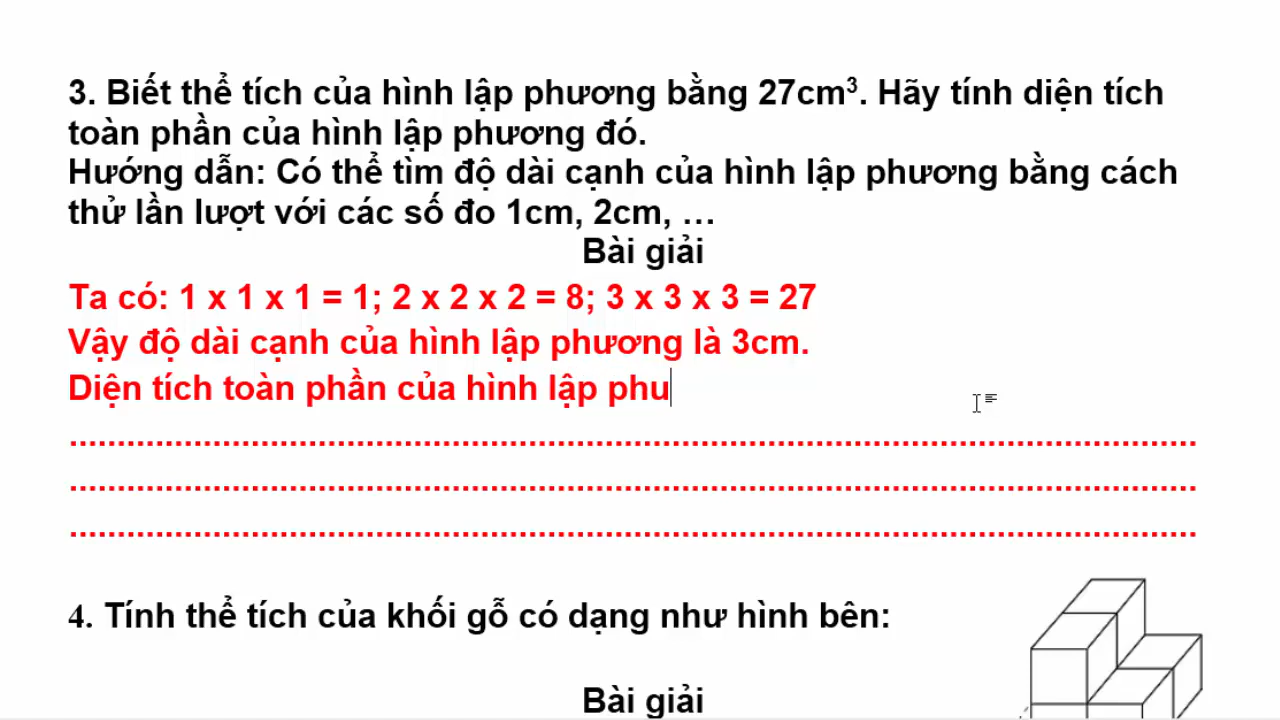 3. Biết thể tích của hình lập phương bằng 27cm³. Hãy tính diện tích
toàn phần của hình lập phương đó.
Hướng dẫn: Có thể tìm độ dài cạnh của hình lập phương bằng cách
thử lần lượt với các số đo 1cm, 2cm, …
Bài giải
Ta có: 1 x 1 x 1 = 1; 2 x 2 x 2 = 8; 3 x 3 x 3 = 27
Vậy độ dài cạnh của hình lập phương là 3cm.
Diện tích toàn phần của hình lập phu
4. Tính thể tích của khối gỗ có dạng như hình bên:
Bài giải